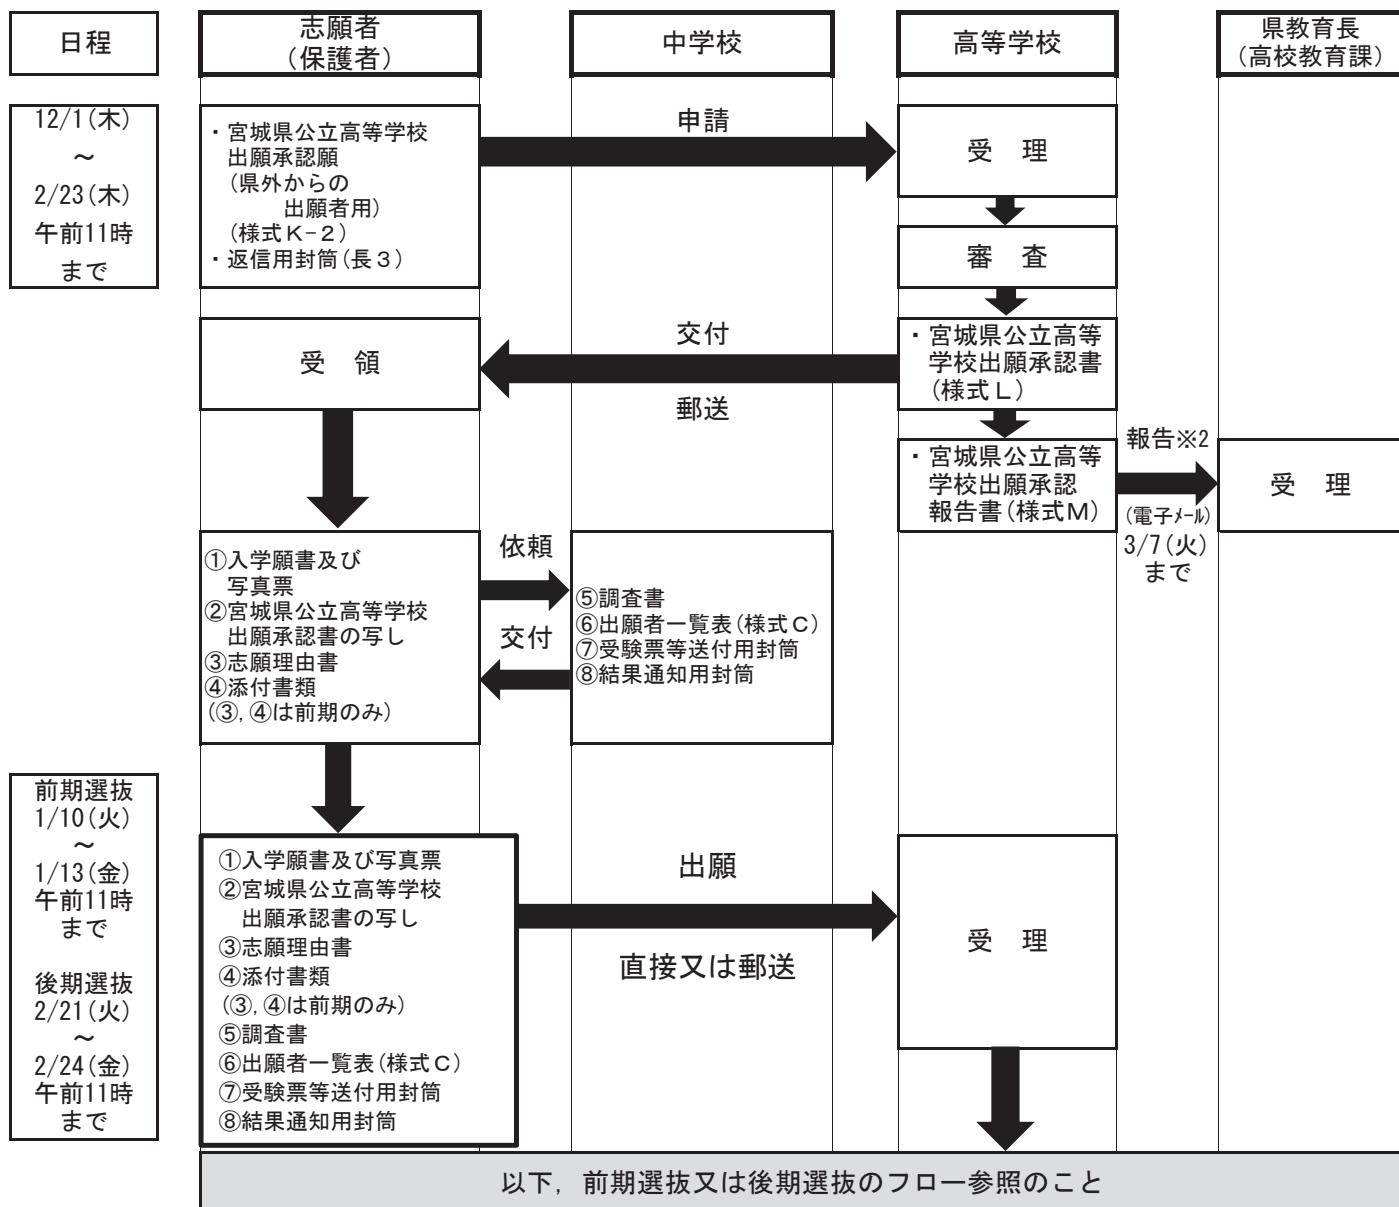 日程
志願者
(保護者)
中学校
高等学校
県教育長
(高校教育課)
12/1(木)
～
2/23(木)
午前11時
まで
・宮城県公立高等学校
出願承認願
(県外からの
出願者用)
(様式K-2)
・返信用封筒(長3)
申請
受　理
審　査
受　領
交付
郵送
・宮城県公立高等
学校出願承認書
(様式L)
・宮城県公立高等
学校出願承認
報告書(様式M)
報告※2
(電子メール)
3/7(火)
まで
受　理
①入学願書及び
写真票
②宮城県公立高等学校
出願承認書の写し
③志願理由書
④添付書類
(③,④は前期のみ)
依頼
交付
⑤調査書
⑥出願者一覧表(様式C)
⑦受験票等送付用封筒
⑧結果通知用封筒
前期選抜
1/10(火)
～
1/13(金)
午前11時
まで
後期選抜
2/21(火)
～
2/24(金)
午前11時
まで
①入学願書及び写真票
②宮城県公立高等学校
出願承認書の写し
③志願理由書
④添付書類
(③,④は前期のみ)
⑤調査書
⑥出願者一覧表(様式C)
⑦受験票等送付用封筒
⑧結果通知用封筒
出願
直接又は郵送
受　理
以下，前期選抜又は後期選抜のフロー参照のこと